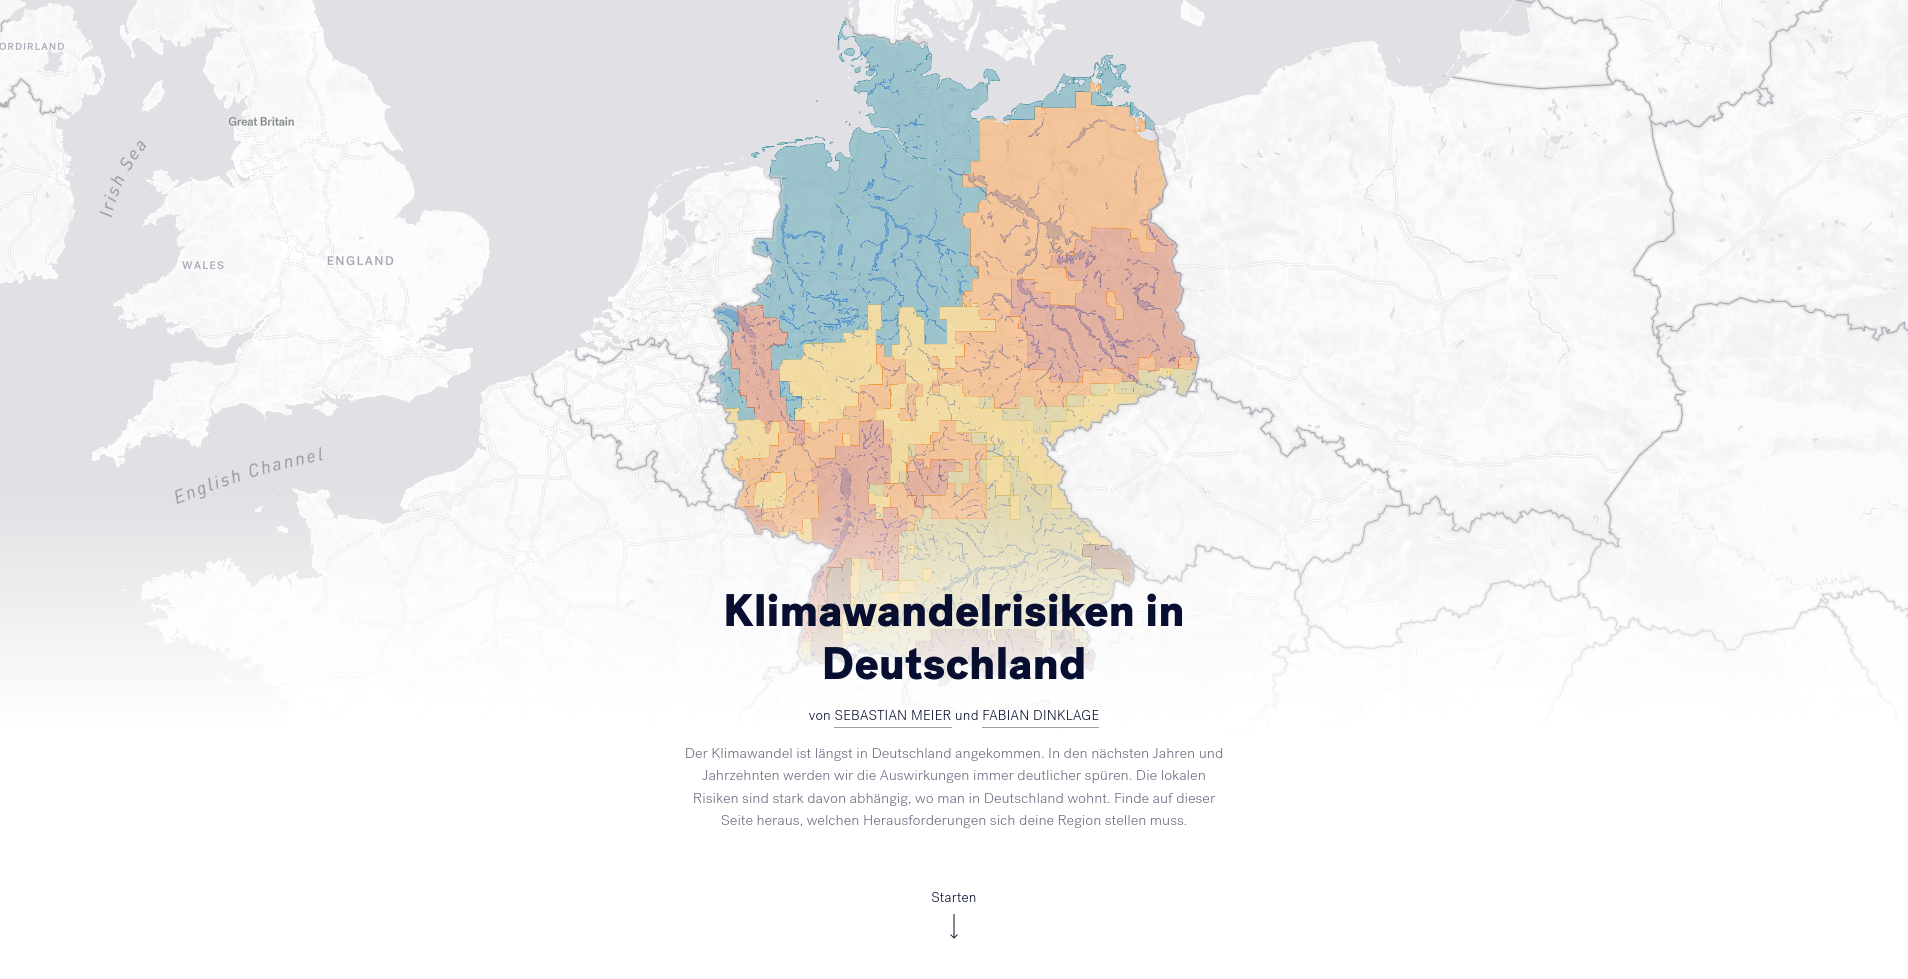 ORDIRLAND
Great Britain
Irish Sea
WALES
ENGLAND
English Channel
Klimawandelrisiken in
Deutschland
von SEBASTIAN MEIER und FABIAN DINKLAGE
Der Klimawandel ist längst in Deutschland angekommen. In den nächsten Jahren und
Jahrzehnten werden wir die Auswirkungen immer deutlicher spüren. Die lokalen
Risiken sind stark davon abhängig, wo man in Deutschland wohnt. Finde auf dieser
Seite heraus, welchen Herausforderungen sich deine Region stellen muss.
Starten